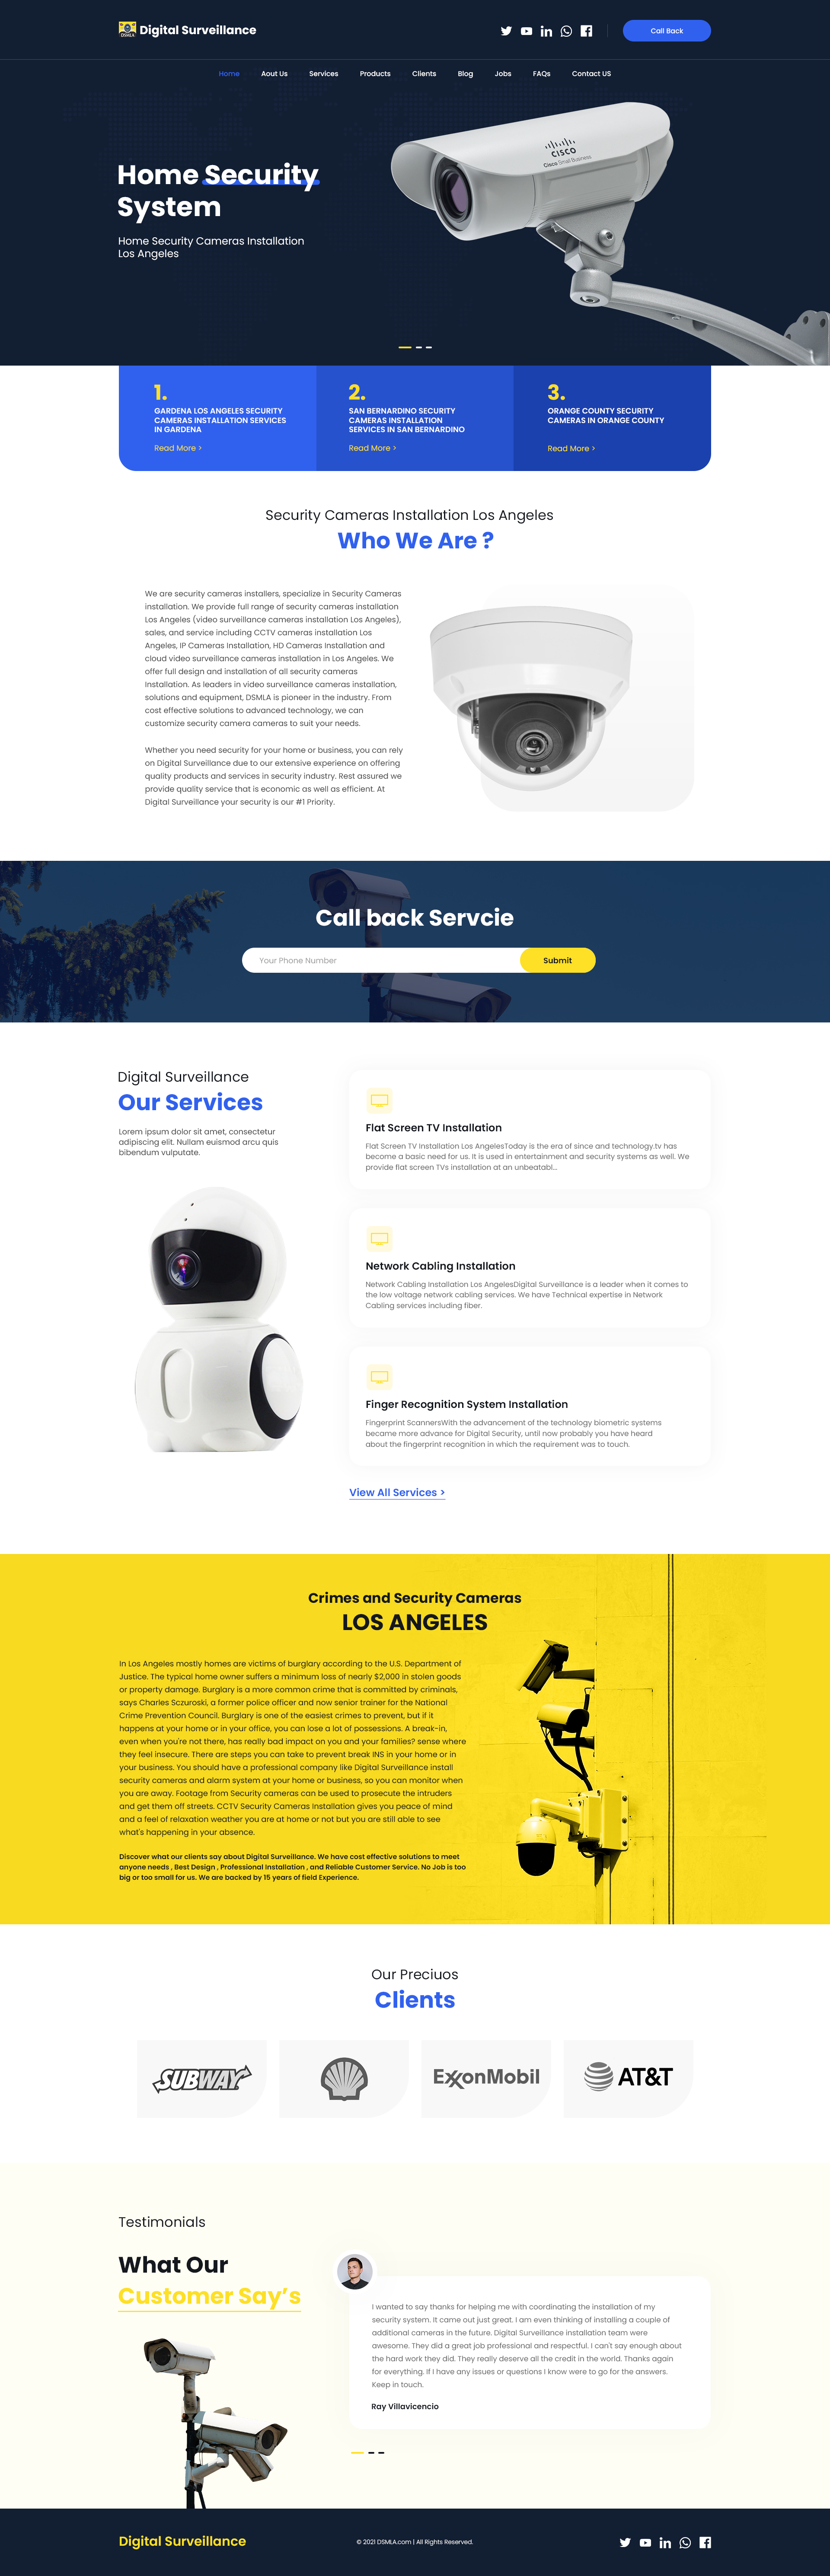 DSMLA
Digital Surveillance
Call Back
Home
Aout Us
Services
Products
Clients
Blog
Jobs
FAQs
Contact US
Home Security
System
Home Security Cameras Installation
Los Angeles
CISCO
Cisco Small Business
1.
GARDENA LOS ANGELES SECURITY
CAMERAS INSTALLATION SERVICES
IN GARDENA
Read More >
2.
SAN BERNARDINO SECURITY
CAMERAS INSTALLATION
SERVICES IN SAN BERNARDINO
Read More >
3.
ORANGE COUNTY SECURITY
CAMERAS IN ORANGE COUNTY
Read More >
Security Cameras Installation Los Angeles
Who We Are ?
We are security cameras installers, specialize in Security Cameras
installation. We provide full range of security cameras installation
Los Angeles (video surveillance cameras installation Los Angeles),
sales, and service including CCTV cameras installation Los
Angeles, IP Cameras Installation, HD Cameras Installation and
cloud video surveillance cameras installation in Los Angeles. We
offer full design and installation of all security cameras
Installation. As leaders in video surveillance cameras installation,
solutions and equipment, DSMLA is pioneer in the industry. From
cost effective solutions to advanced technology, we can
customize security camera cameras to suit your needs.
Whether you need security for your home or business, you can rely
on Digital Surveillance due to our extensive experience on offering
quality products and services in security industry. Rest assured we
provide quality service that is economic as well as efficient. At
Digital Surveillance your security is our #1 Priority.
Call back Servcie
Your Phone Number
Submit
Digital Surveillance
Our Services
Lorem ipsum dolor sit amet, consectetur
adipiscing elit. Nullam euismod arcu quis
bibendum vulputate.
Flat Screen TV Installation
Flat Screen TV Installation Los AngelesToday is the era of since and technology.tv has
become a basic need for us. It is used in entertainment and security systems as well. We
provide flat screen TVs installation at an unbeatabl...
Network Cabling Installation
Network Cabling Installation Los AngelesDigital Surveillance is a leader when it comes to
the low voltage network cabling services. We have Technical expertise in Network
Cabling services including fiber.
Finger Recognition System Installation
Fingerprint ScannersWith the advancement of the technology biometric systems
became more advance for Digital Security, until now probably you have heard
about the fingerprint recognition in which the requirement was to touch.
View All Services >
Crimes and Security Cameras
LOS ANGELES
In Los Angeles mostly homes are victims of burglary according to the U.S. Department of
Justice. The typical home owner suffers a minimum loss of nearly $2,000 in stolen goods
or property damage. Burglary is a more common crime that is committed by criminals,
says Charles Sczuroski, a former police officer and now senior trainer for the National
Crime Prevention Council. Burglary is one of the easiest crimes to prevent, but if it
happens at your home or in your office, you can lose a lot of possessions. A break-in,
even when you're not there, has really bad impact on you and your families? sense where
they feel insecure. There are steps you can take to prevent break INS in your home or in
your business. You should have a professional company like Digital Surveillance install
security cameras and alarm system at your home or business, so you can monitor when
you are away. Footage from Security cameras can be used to prosecute the intruders
and get them off streets. CCTV Security Cameras Installation gives you peace of mind
and a feel of relaxation weather you are at home or not but you are still able to see
what's happening in your absence.
Discover what our clients say about Digital Surveillance. We have cost effective solutions to meet
anyone needs , Best Design , Professional Installation , and Reliable Customer Service. No Job is too
big or too small for us. We are backed by 15 years of field Experience.
Our Preciuos
Clients
SUBWAY
ExxonMobil
AT&T
Testimonials
What Our
Customer Say's
I wanted to say thanks for helping me with coordinating the installation of my
security system. It came out just great. I am even thinking of installing a couple of
additional cameras in the future. Digital Surveillance installation team were
awesome. They did a great job professional and respectful. I can't say enough about
the hard work they did. They really deserve all the credit in the world. Thanks again
for everything. If I have any issues or questions I know were to go for the answers.
Keep in touch.
Ray Villavicencio
Digital Surveillance
© 2021 DSMLA.com | All Rights Reserved.